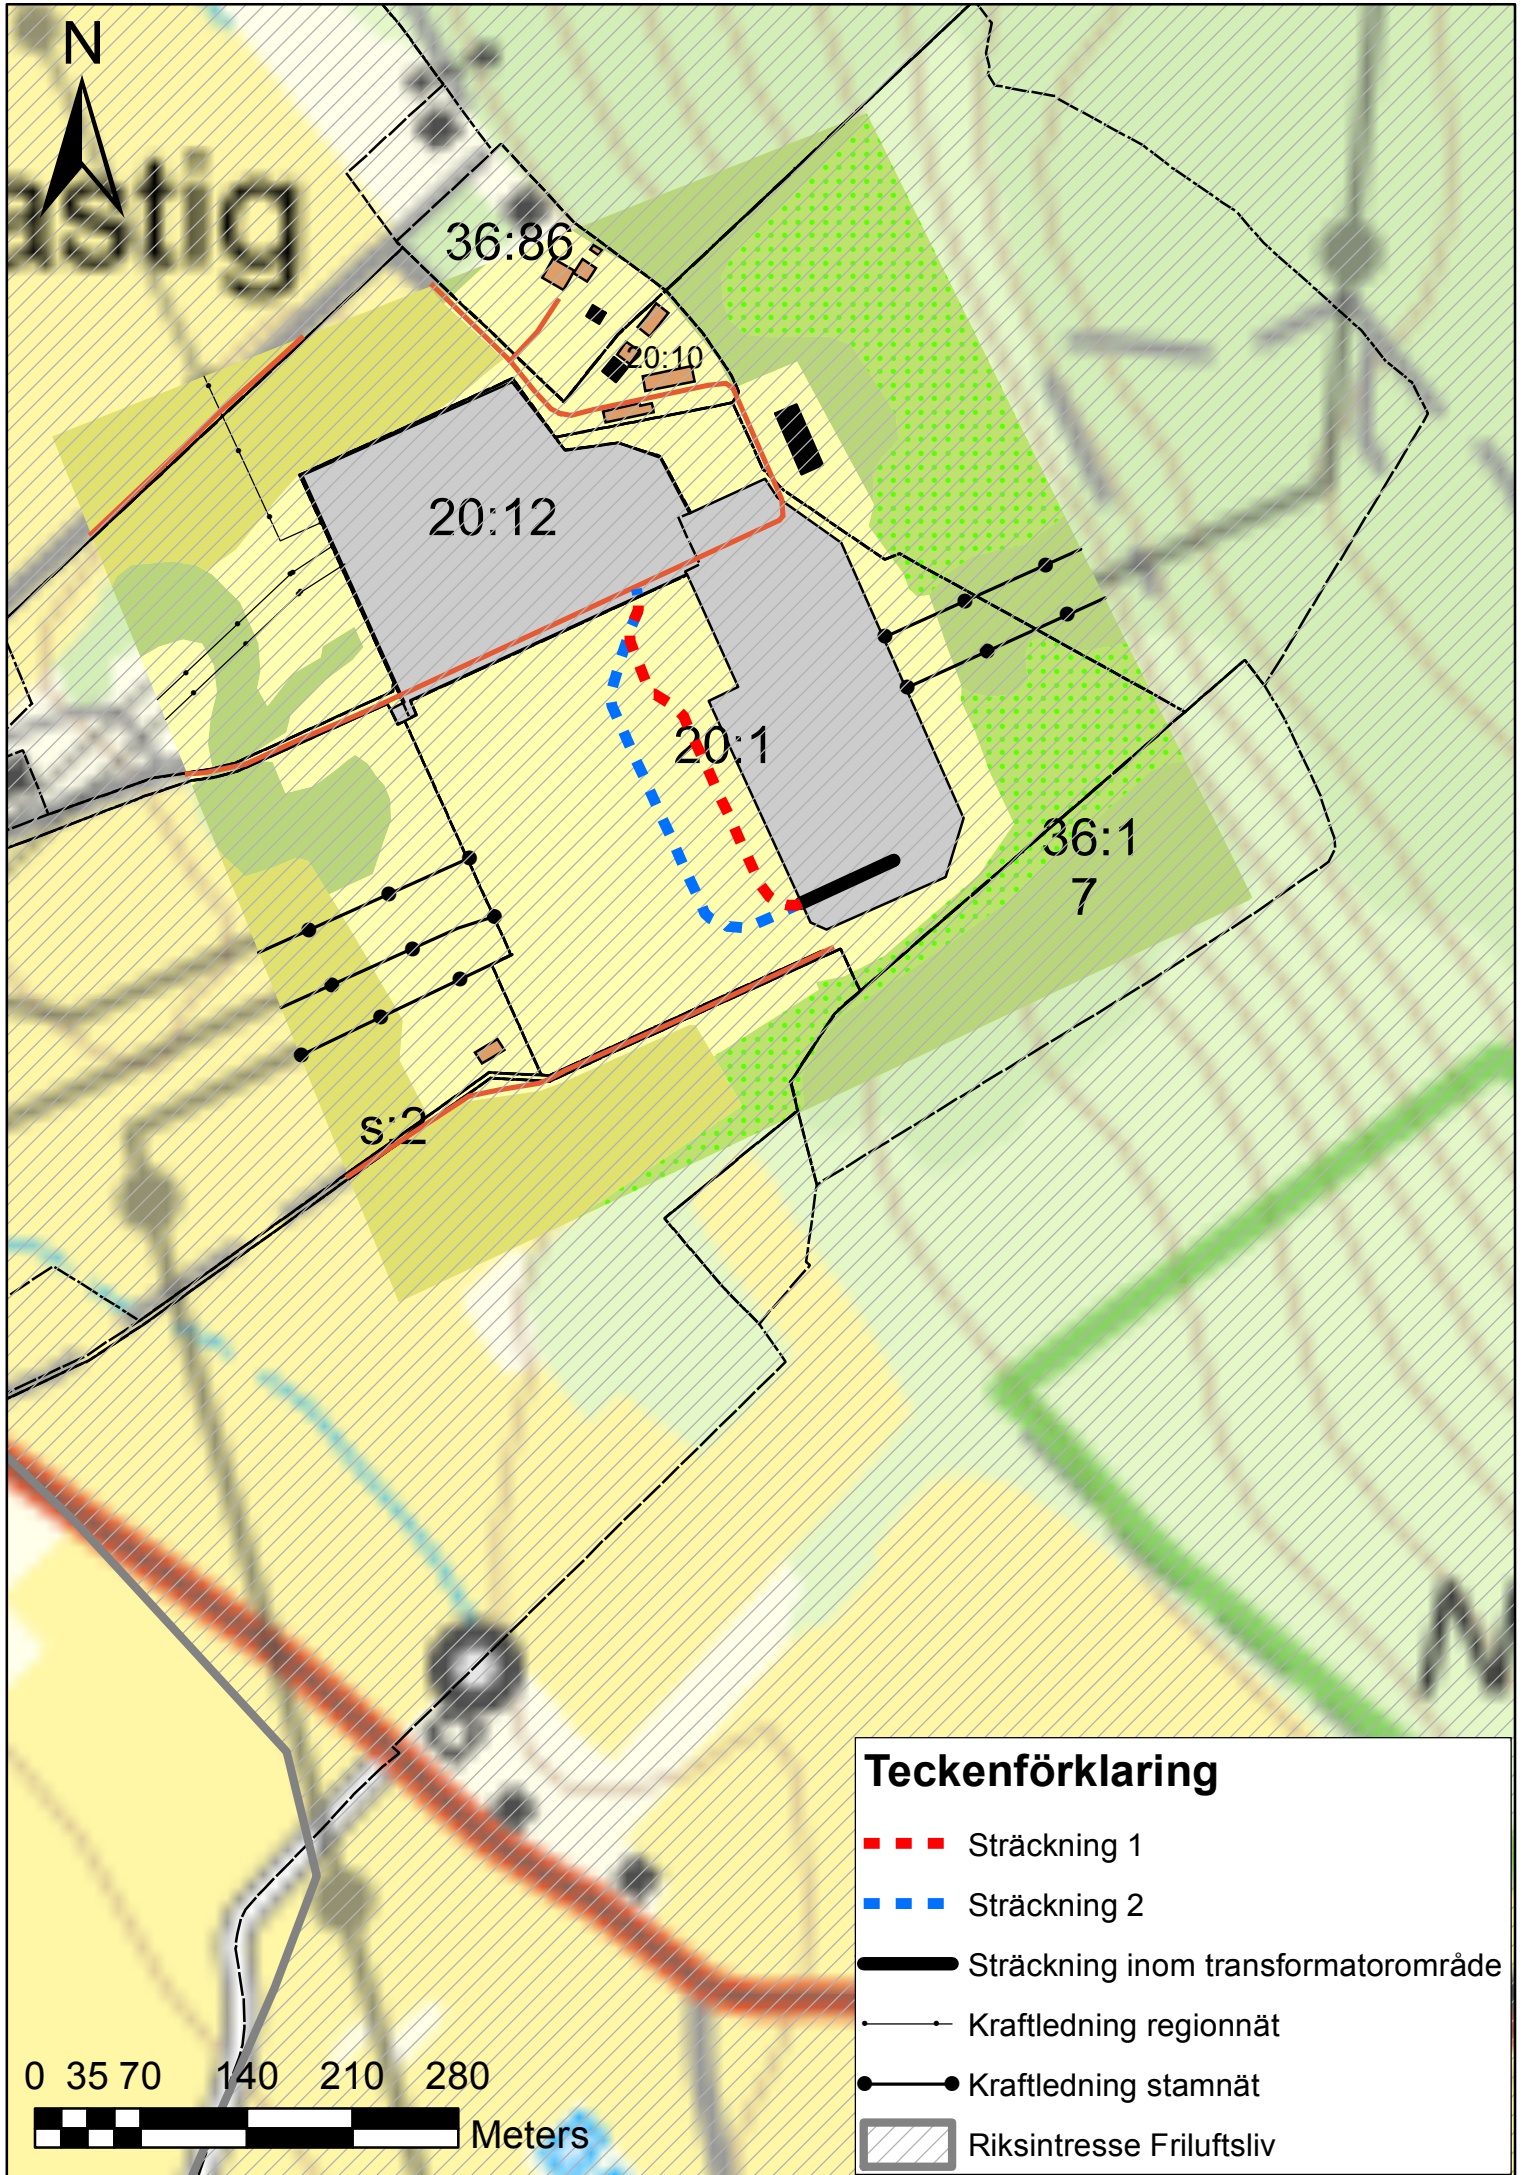 N
astig
36:86
20:10
20:12
20:1
36:1
7
s:2
N
Teckenförklaring
Sträckning 1
Sträckning 2
Sträckning inom transformatorområde
Kraftledning regionnät
Kraftledning stamnät
Riksintresse Friluftsliv
0 35 70 140 210 280
Meters